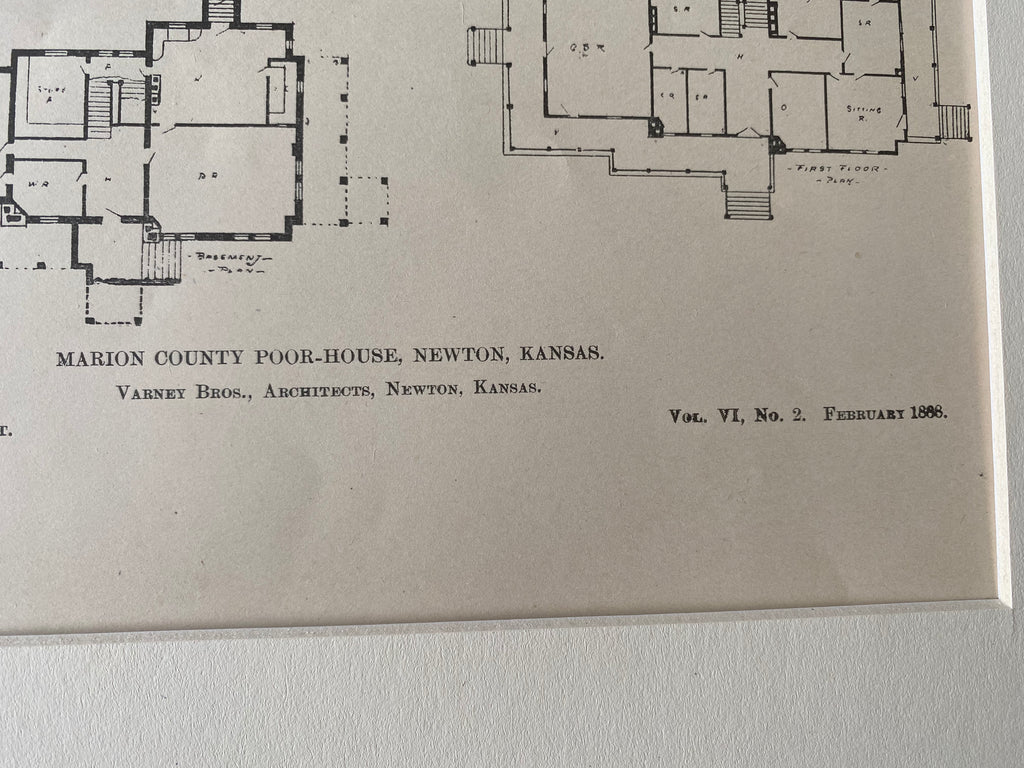 S.R
S.R
G.B.R
H
K
F
STORE
R
SITTING
R.
O
V
W R
H
D R
- FIRST FLOOR -
- PLAN -
- BASEMENT -
- PLAN -
MARION COUNTY POOR-HOUSE, NEWTON, KANSAS.
VARNEY BROS., ARCHITECTS, NEWTON, KANSAS.
VOL. VI, NO. 2. FEBRUARY 1888.
T.